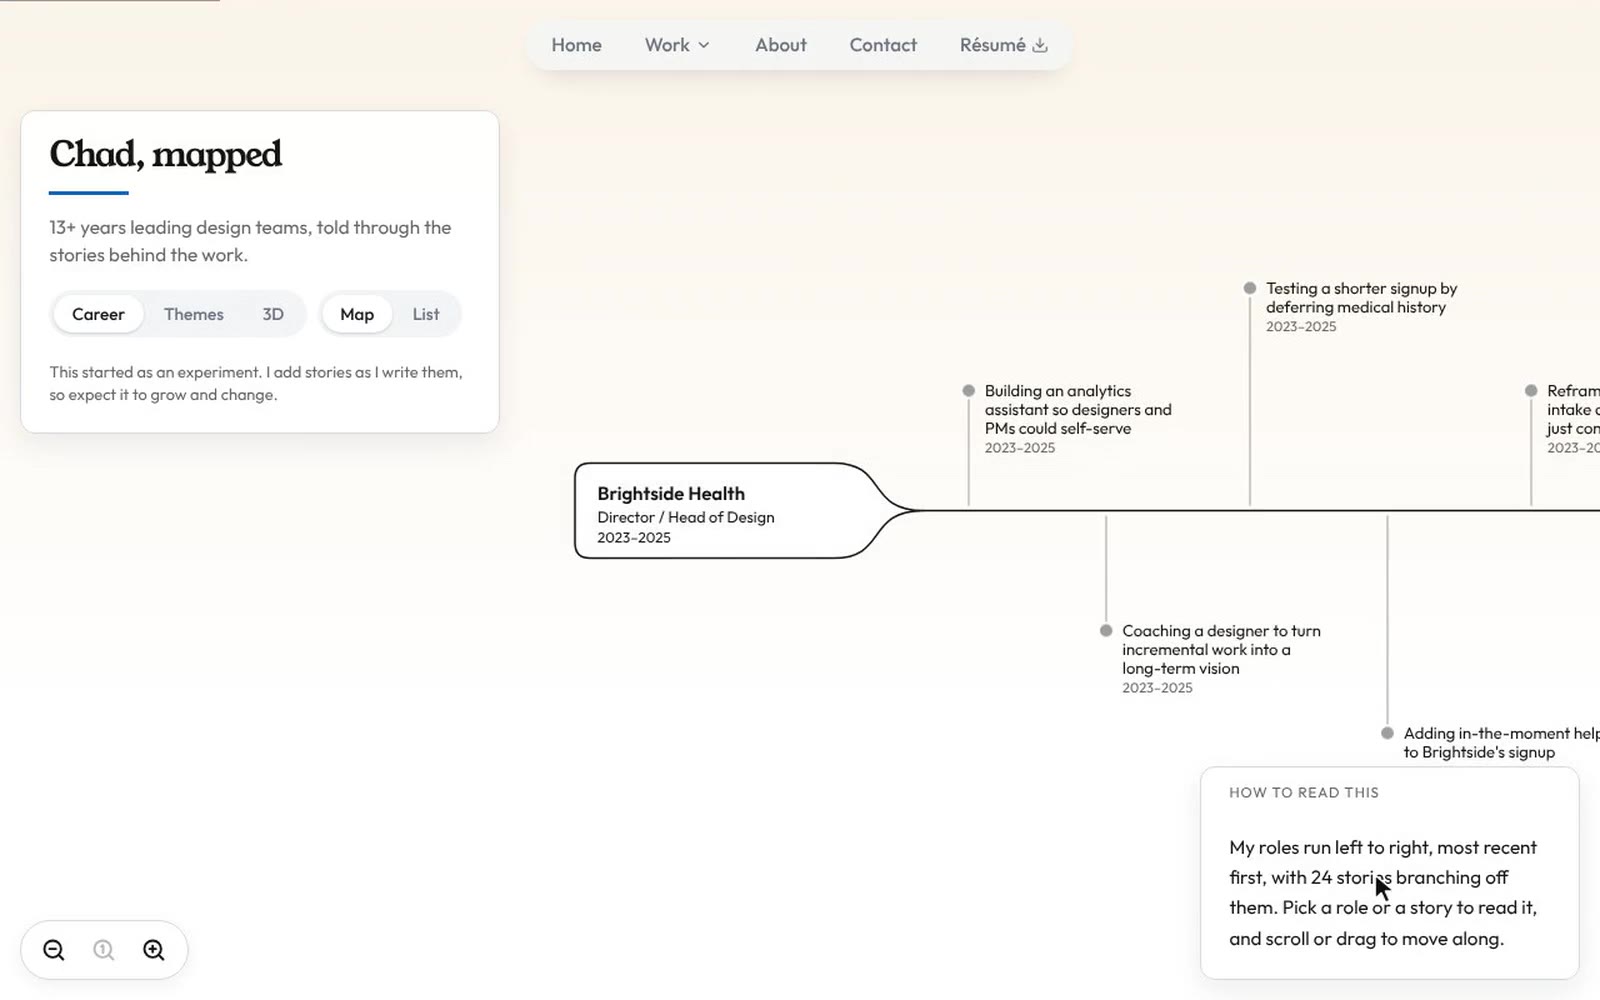 Home Work About Contact Résumé
Chad, mapped
13+ years leading design teams, told through the
stories behind the work.
Career Themes 3D Map List
This started as an experiment. I add stories as I write them,
so expect it to grow and change.
Brightside Health
Director / Head of Design
2023–2025
Building an analytics
assistant so designers and
PMs could self-serve
2023–2025
Testing a shorter signup by
deferring medical history
2023–2025
Coaching a designer to turn
incremental work into a
long-term vision
2023–2025
Adding in-the-moment help
to Brightside's signup
HOW TO READ THIS
My roles run left to right, most recent
first, with 24 stories branching off
them. Pick a role or a story to read it,
and scroll or drag to move along.
1